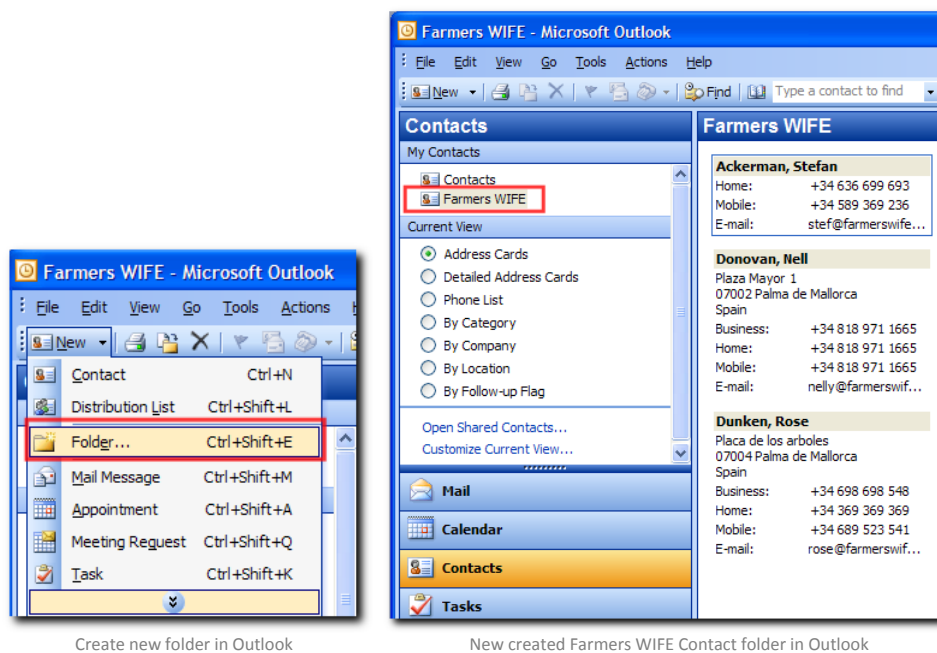 Farmers WIFE - Microsoft Outlook
File Edit View Go Tools Actions
New
Contact Ctrl+N
Distribution List Ctrl+Shift+L
Folder... Ctrl+Shift+E
Mail Message Ctrl+Shift+M
Appointment Ctrl+Shift+A
Meeting Request Ctrl+Shift+Q
Task Ctrl+Shift+K
Create new folder in Outlook
Farmers WIFE - Microsoft Outlook
File Edit View Go Tools Actions Help
New Find Type a contact to find
Contacts
My Contacts
Contacts
Farmers WIFE
Current View
Address Cards
Detailed Address Cards
Phone List
By Category
By Company
By Location
By Follow-up Flag
Open Shared Contacts...
Customize Current View...
Mail
Calendar
Contacts
Tasks
Farmers WIFE
Ackerman, Stefan
Home: +34 636 699 693
Mobile: +34 589 369 236
E-mail: stef@farmerswife...
Donovan, Nell
Plaza Mayor 1
07002 Palma de Mallorca
Spain
Business: +34 818 971 1665
Home: +34 818 971 1665
Mobile: +34 818 971 1665
E-mail: nelly@farmerswif...
Dunken, Rose
Placa de los arboles
07004 Palma de Mallorca
Spain
Business: +34 698 698 548
Home: +34 369 369 369
Mobile: +34 689 523 541
E-mail: rose@farmerswif...
New created Farmers WIFE Contact folder in Outlook